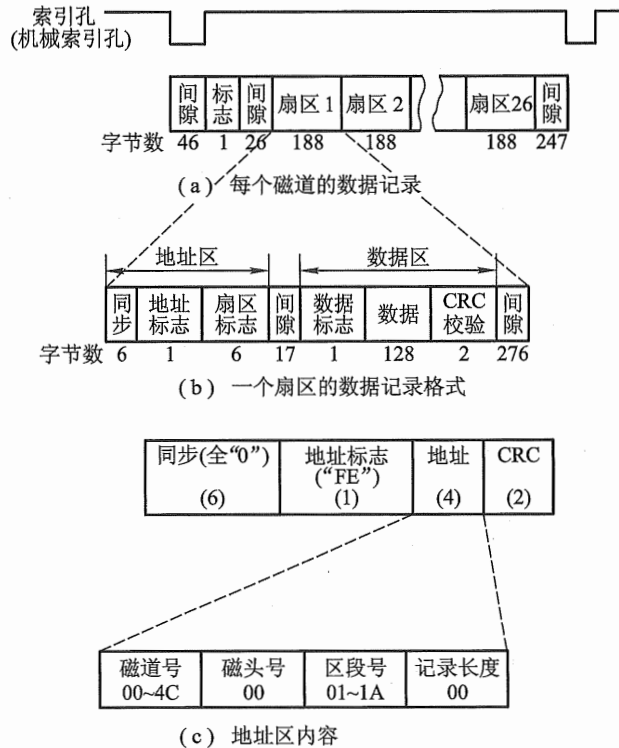 索引孔
(机械索引孔)
间隙 标志 间隙 扇区1 扇区2 扇区26 间隙
字节数 46 1 26 188 188 188 247
(a) 每个磁道的数据记录
地址区 数据区
同步 地址标志 扇区标志 间隙 数据标志 数据 CRC校验 间隙
字节数 6 1 6 17 1 128 2 276
(b) 一个扇区的数据记录格式
同步(全“0”) 地址标志 地址 CRC
(“FE”)
(6) (1) (4) (2)
磁道号 磁头号 区段号 记录长度
00~4C 00 01~1A 00
(c) 地址区内容